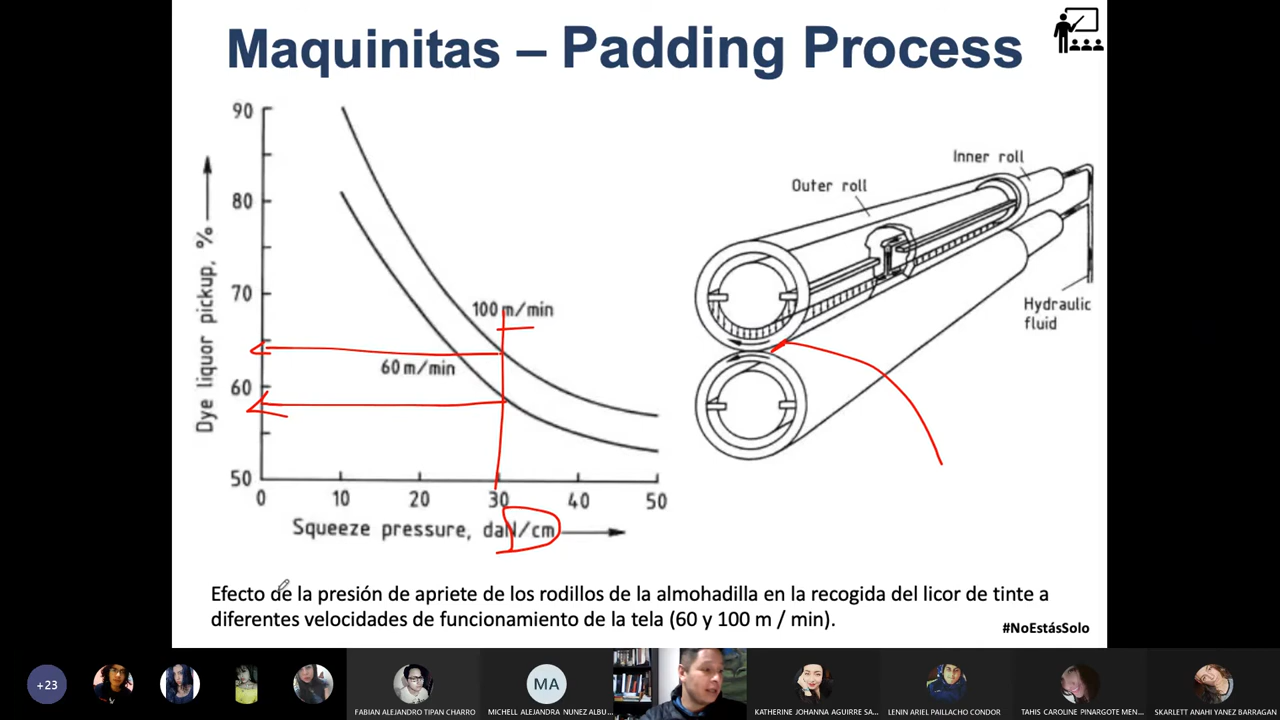 Maquinitas – Padding Process
90
80
70
60
50
0
10
20
30
40
50
Dye liquor pickup, %
100 m/min
60 m/min
Squeeze pressure, daN/cm
D
Outer roll
Inner roll
Hydraulic
fluid
Efecto de la presión de apriete de los rodillos de la almohadilla en la recogida del licor de tinte a
diferentes velocidades de funcionamiento de la tela (60 y 100 m / min).
#NoEstásSolo
+23
FABIAN ALEJANDRO TIPAN CHARRO
MA
MICHELL ALEJANDRA NUNEZ ALBU...
KATHERINE JOHANNA AGUIRRE SA...
LENIN ARIEL PAILLACHO CONDOR
TAHIS CAROLINE PINARGOTE MEN...
SKARLETT ANAHI YANEZ BARRAGAN